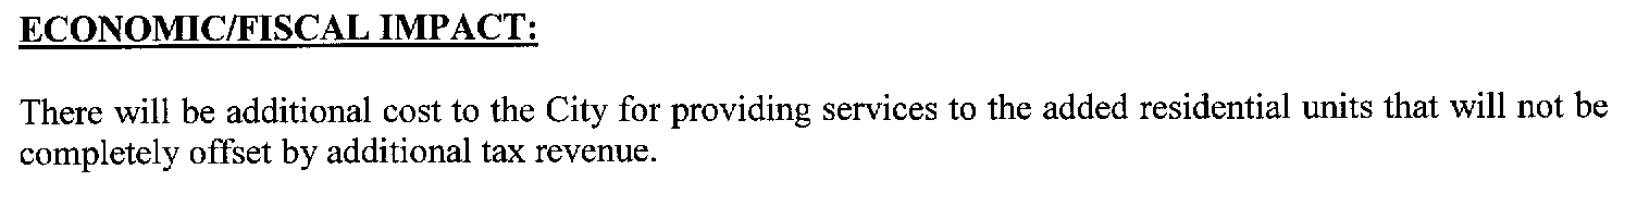 ECONOMIC/FISCAL IMPACT:
There will be additional cost to the City for providing services to the added residential units that will not be
completely offset by additional tax revenue.